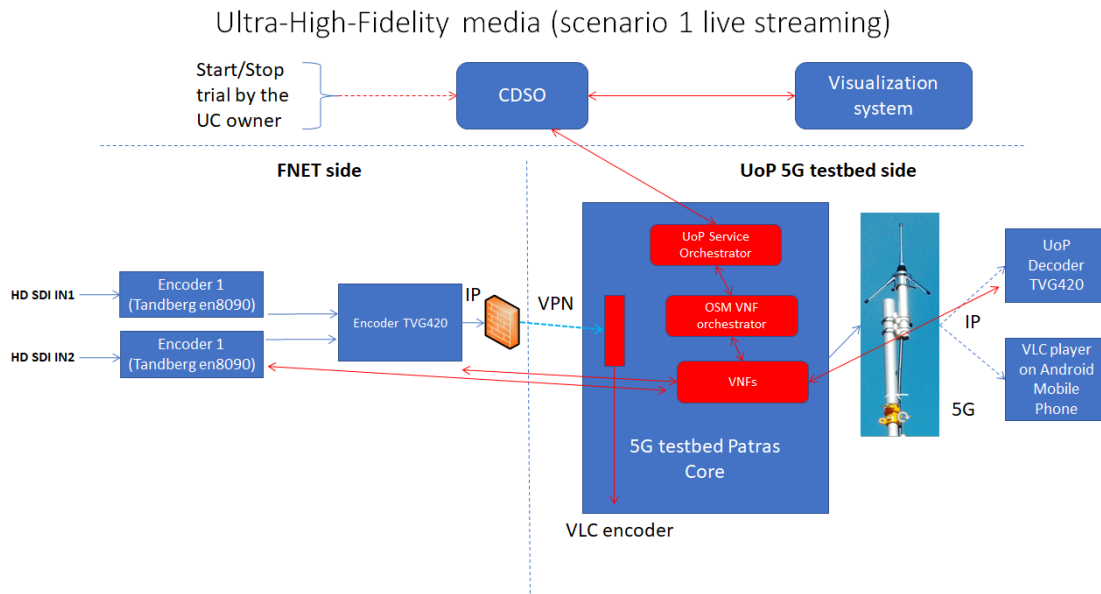 Ultra-High-Fidelity media (scenario 1 live streaming)
Start/Stop
trial by the
UC owner
CDSO
Visualization
system
FNET side
UoP 5G testbed side
HD SDI IN1
Encoder 1
(Tandberg en8090)
HD SDI IN2
Encoder 1
(Tandberg en8090)
Encoder TVG420
IP
VPN
UoP Service
Orchestrator
OSM VNF
orchestrator
VNFs
5G testbed Patras
Core
VLC encoder
5G
IP
UoP
Decoder
TVG420
VLC player
on Android
Mobile
Phone